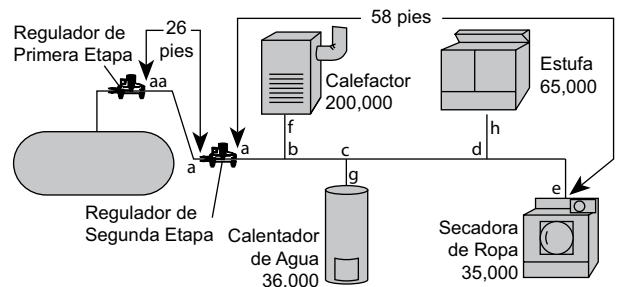 Regulador de
Primera Etapa
26
pies
58 pies
aa
Calefactor
200,000
Estufa
65,000
f
h
a
a
b
c
d
e
g
Regulador de
Segunda Etapa
Calentador
de Agua
36,000
Secadora
de Ropa
35,000